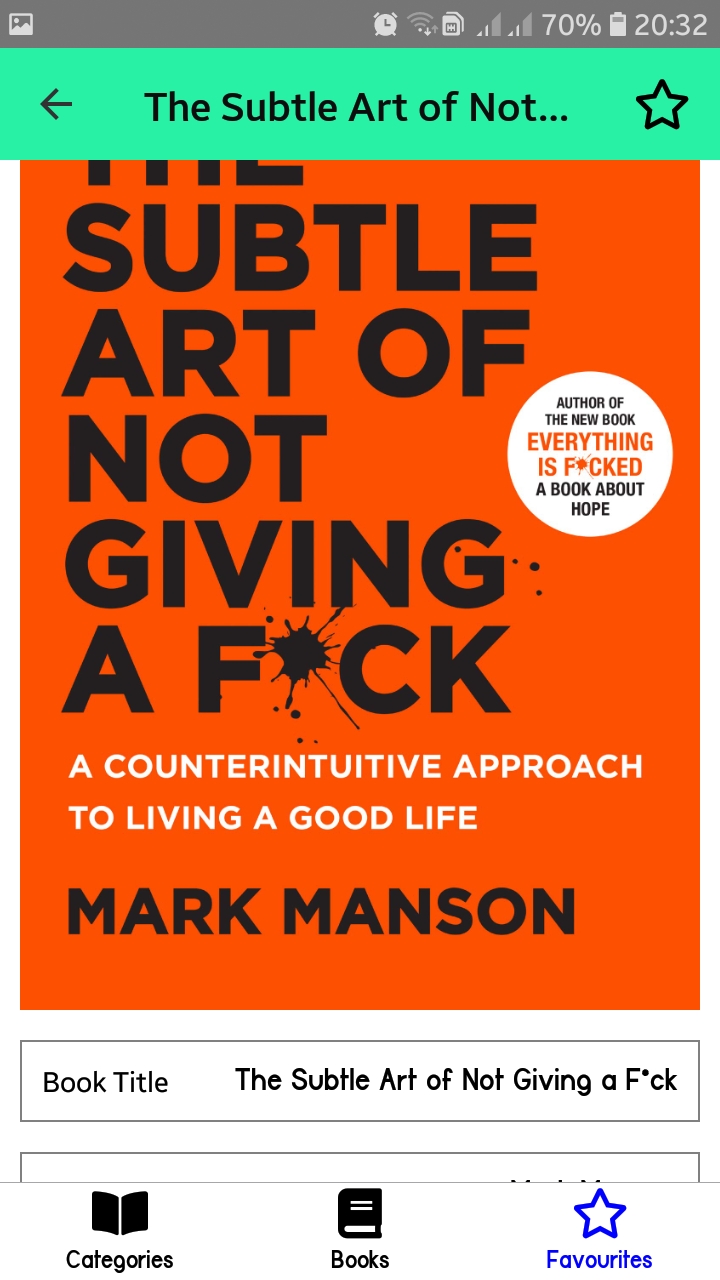 70% 20:32
The Subtle Art of Not...
THE
SUBTLE
ART OF
NOT
GIVING
A F*CK
AUTHOR OF
THE NEW BOOK
EVERYTHING
IS F*CKED
A BOOK ABOUT
HOPE
A COUNTERINTUITIVE APPROACH
TO LIVING A GOOD LIFE
MARK MANSON
Book Title The Subtle Art of Not Giving a F*ck
Categories Books Favourites